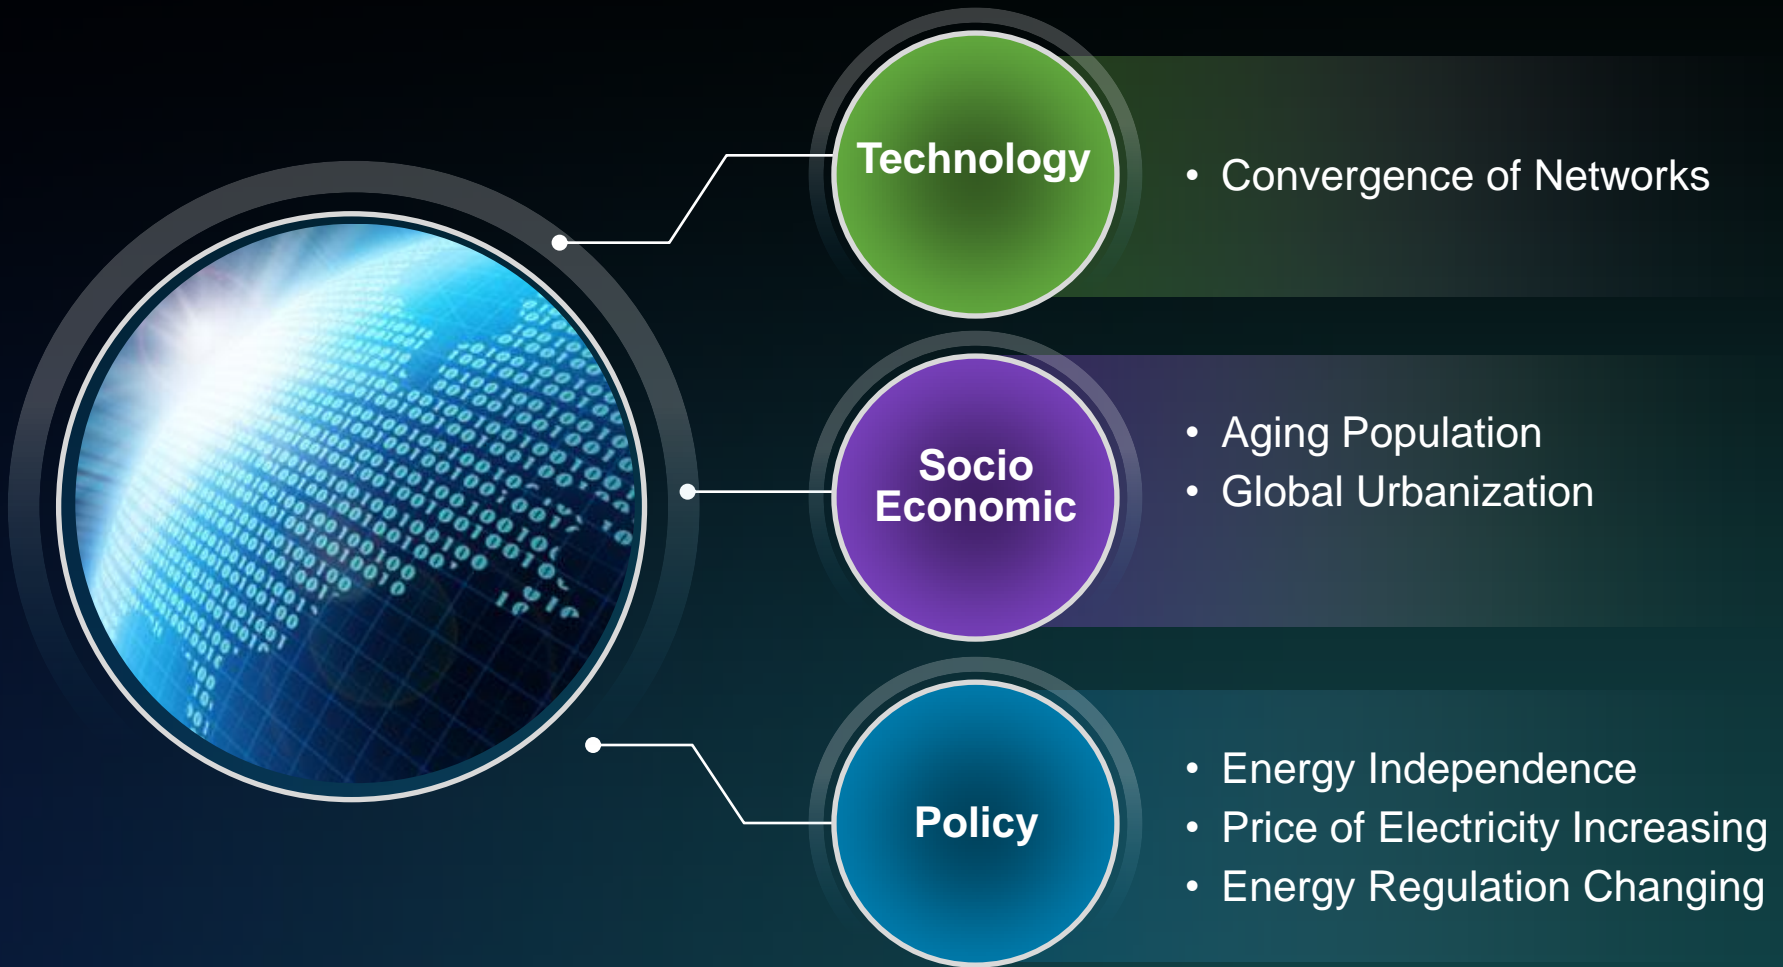 Technology
• Convergence of Networks
Socio
Economic
• Aging Population
• Global Urbanization
Policy
• Energy Independence
• Price of Electricity Increasing
• Energy Regulation Changing